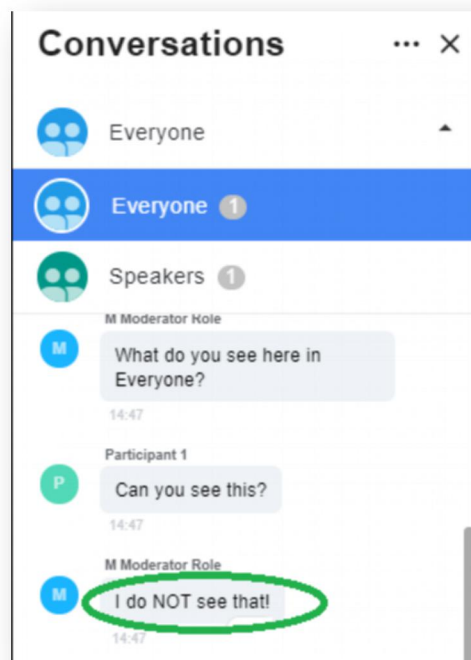 Conversations
Everyone
Everyone 1
Speakers 1
M Moderator Role
M
What do you see here in
Everyone?
14:47
Participant 1
P
Can you see this?
14:47
M Moderator Role
M
I do NOT see that!
14:47